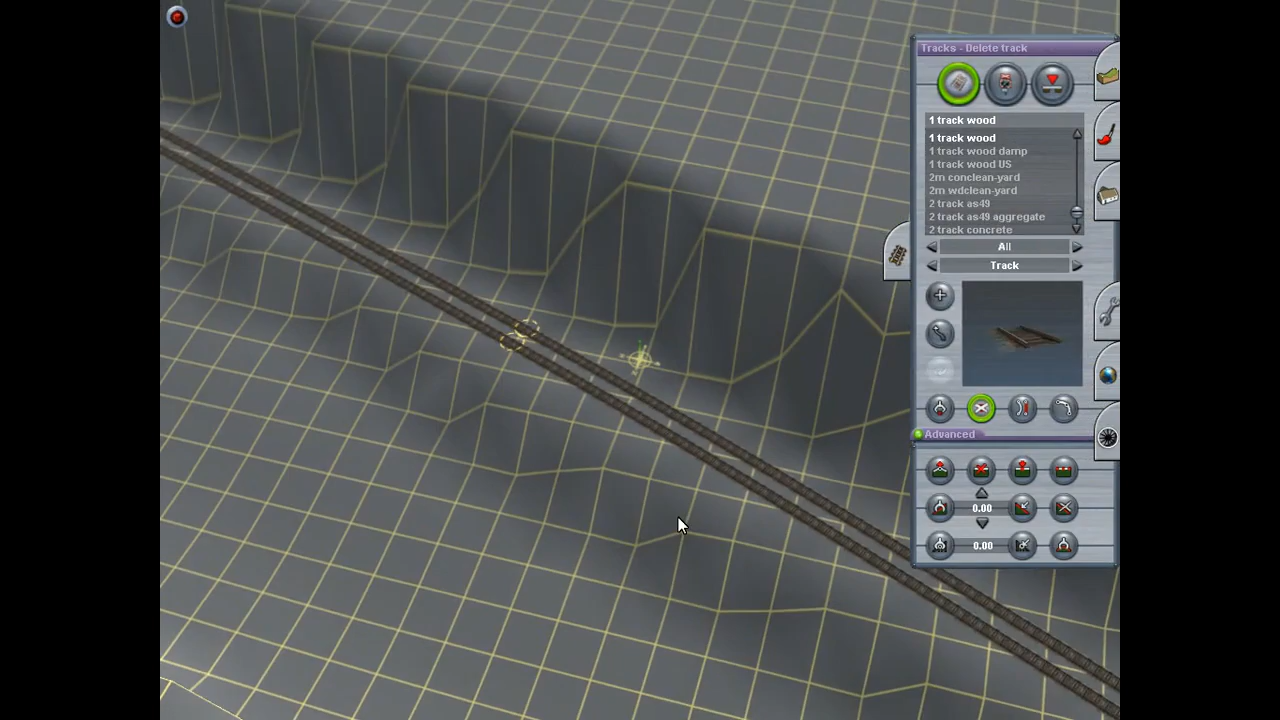 Tracks - Delete track
1 track wood
1 track wood
1 track wood damp
1 track wood US
2m conclean-yard
2m wdclean-yard
2 track as49
2 track as49 aggregate
2 track concrete
All
Track
Advanced
0.00
0.00